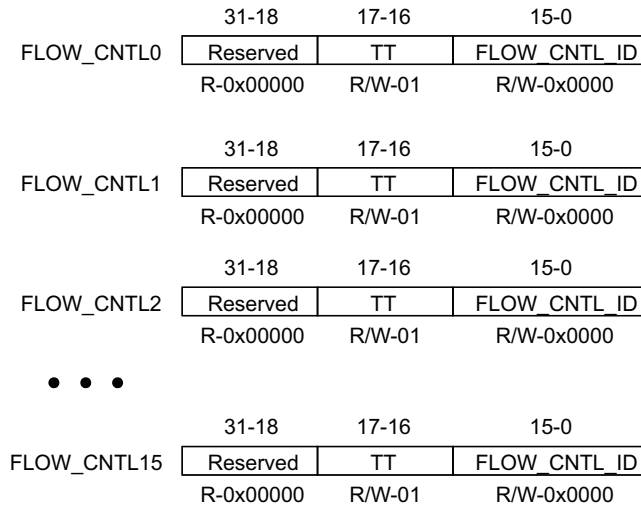 31-18 17-16 15-0
FLOW_CNTL0 Reserved TT FLOW_CNTL_ID
R-0x00000 R/W-01 R/W-0x0000
31-18 17-16 15-0
FLOW_CNTL1 Reserved TT FLOW_CNTL_ID
R-0x00000 R/W-01 R/W-0x0000
31-18 17-16 15-0
FLOW_CNTL2 Reserved TT FLOW_CNTL_ID
R-0x00000 R/W-01 R/W-0x0000
• • •
31-18 17-16 15-0
FLOW_CNTL15 Reserved TT FLOW_CNTL_ID
R-0x00000 R/W-01 R/W-0x0000